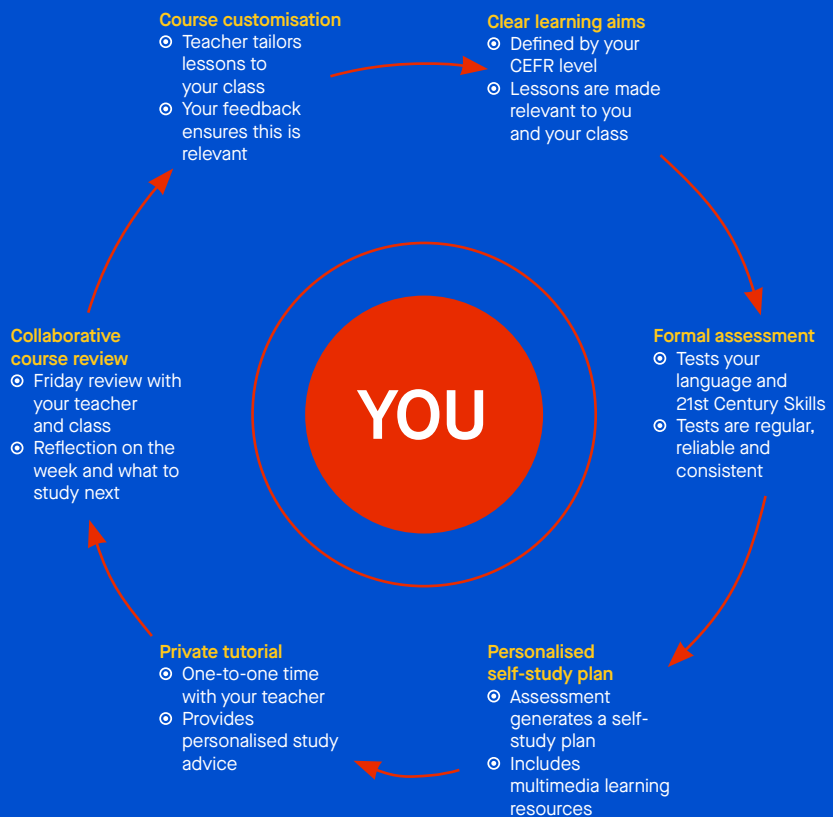 Course customisation
Teacher tailors
lessons to
your class
Your feedback
ensures this is
relevant
Clear learning aims
Defined by your
CEFR level
Lessons are made
relevant to you
and your class
Formal assessment
Tests your
language and
21st Century Skills
Tests are regular,
reliable and
consistent
Personalised
self-study plan
Assessment
generates a self-
study plan
Includes
multimedia learning
resources
Private tutorial
One-to-one time
with your teacher
Provides
personalised study
advice
Collaborative
course review
Friday review with
your teacher
and class
Reflection on the
week and what to
study next
YOU